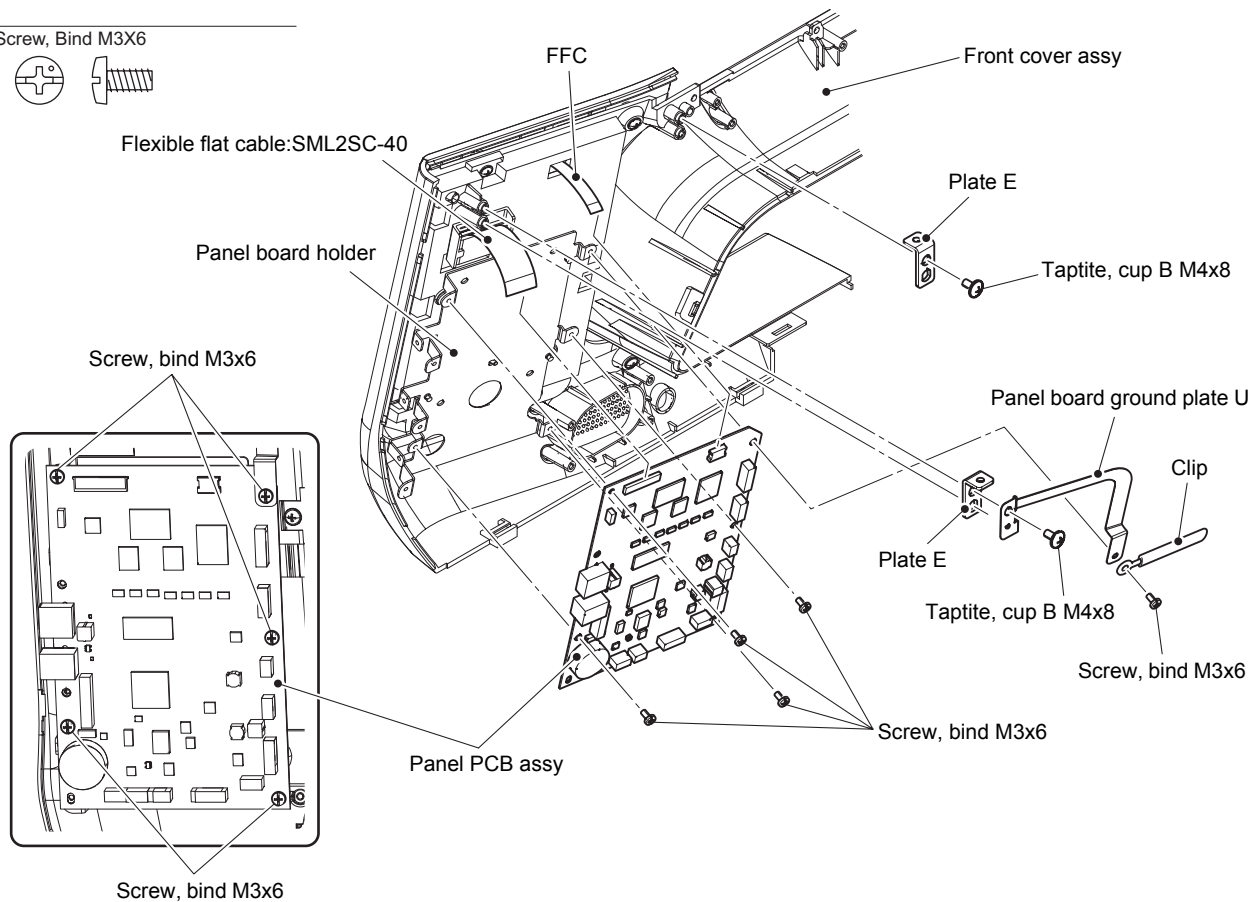 Screw, Bind M3X6
FFC
Front cover assy
Flexible flat cable:SML2SC-40
Plate E
Panel board holder
Taptite, cup B M4x8
Screw, bind M3x6
Panel board ground plate U
Clip
Plate E
Taptite, cup B M4x8
Screw, bind M3x6
Screw, bind M3x6
Panel PCB assy
Screw, bind M3x6